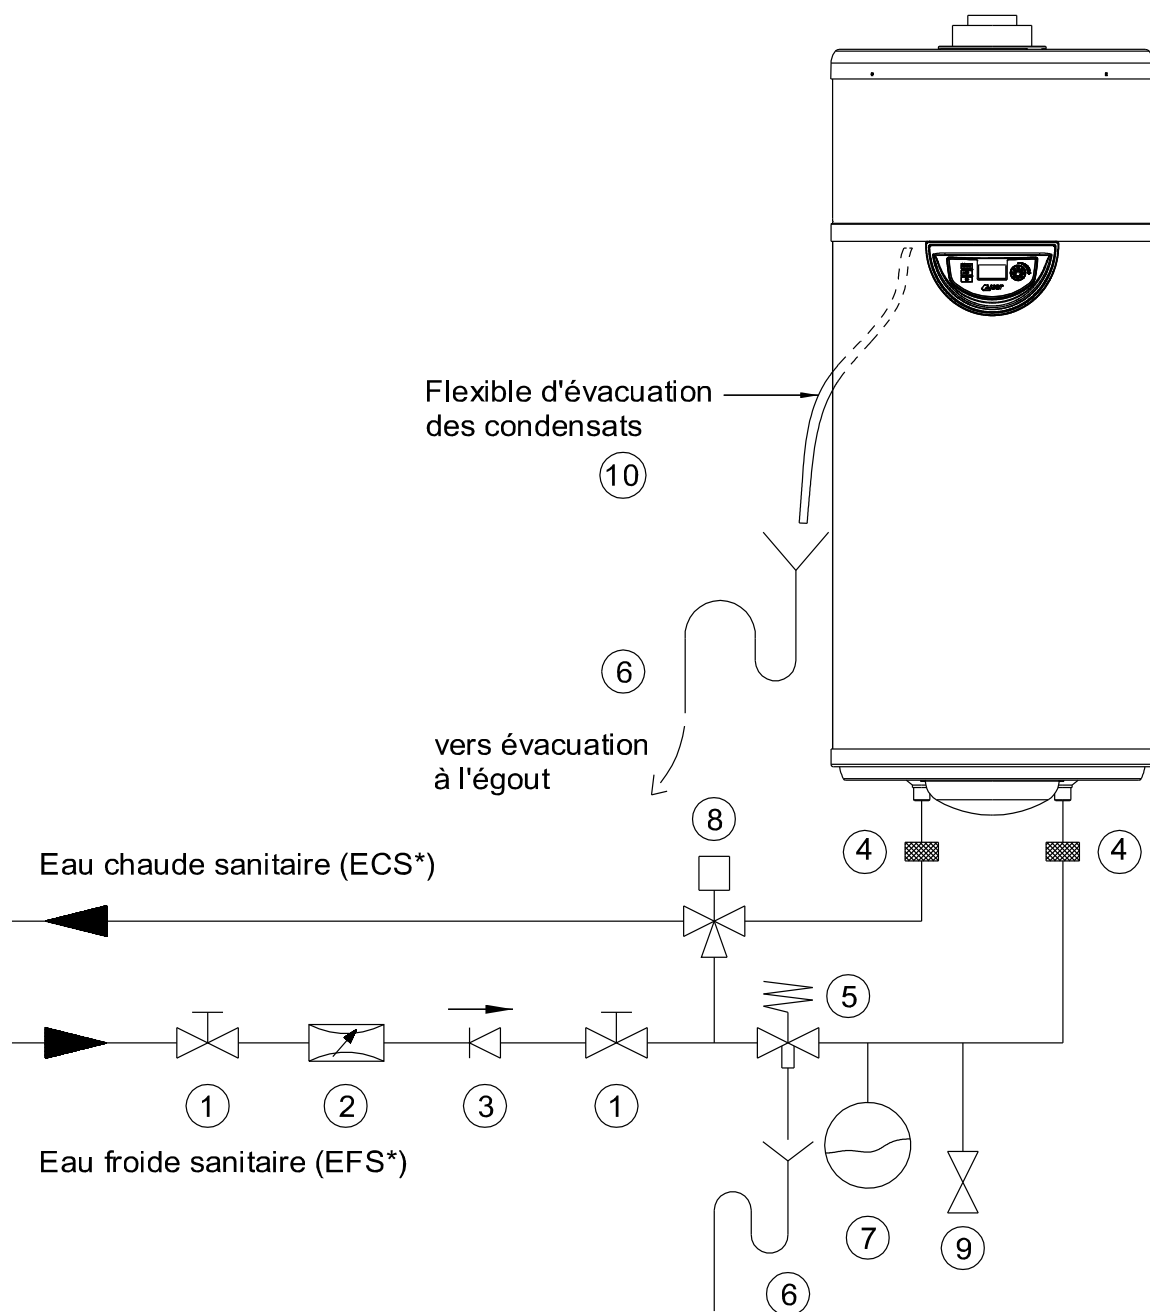 Flexible d'évacuation
des condensats
10
6
vers évacuation
à l'égout
8
4
4
Eau chaude sanitaire (ECS*)
5
1
2
3
1
Eau froide sanitaire (EFS*)
7
9
6